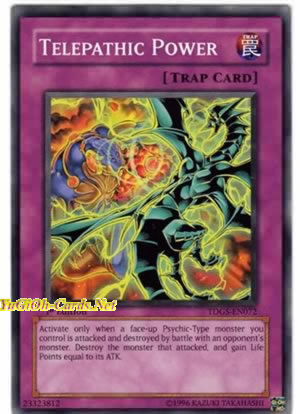 TELEPATHIC POWER
TRAP
罠
[TRAP CARD]
YuGiOh-Cards.Net
TDGS-EN072
Activate only when a face-up Psychic-Type monster you
control is attacked and destroyed by battle with an opponent's
monster. Destroy the monster that attacked, and gain Life
Points equal to its ATK.
23323812
©1996 KAZUKI TAKAHASHI